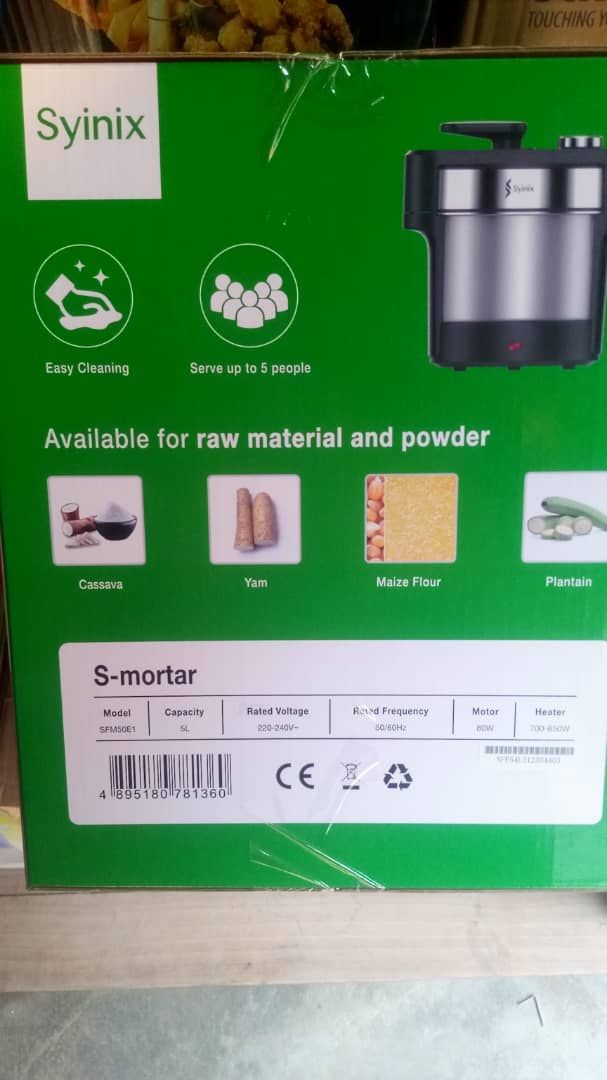 TOUCHING
Syinix
Syinix
Easy Cleaning
Serve up to 5 people
Available for raw material and powder
Cassava
Yam
Maize Flour
Plantain
S-mortar
Model Capacity Rated Voltage Rated Frequency Motor Heater
SFM50E1 5L 220-240V~ 50/60Hz 80W 700-850W
4 895180 781360
CE